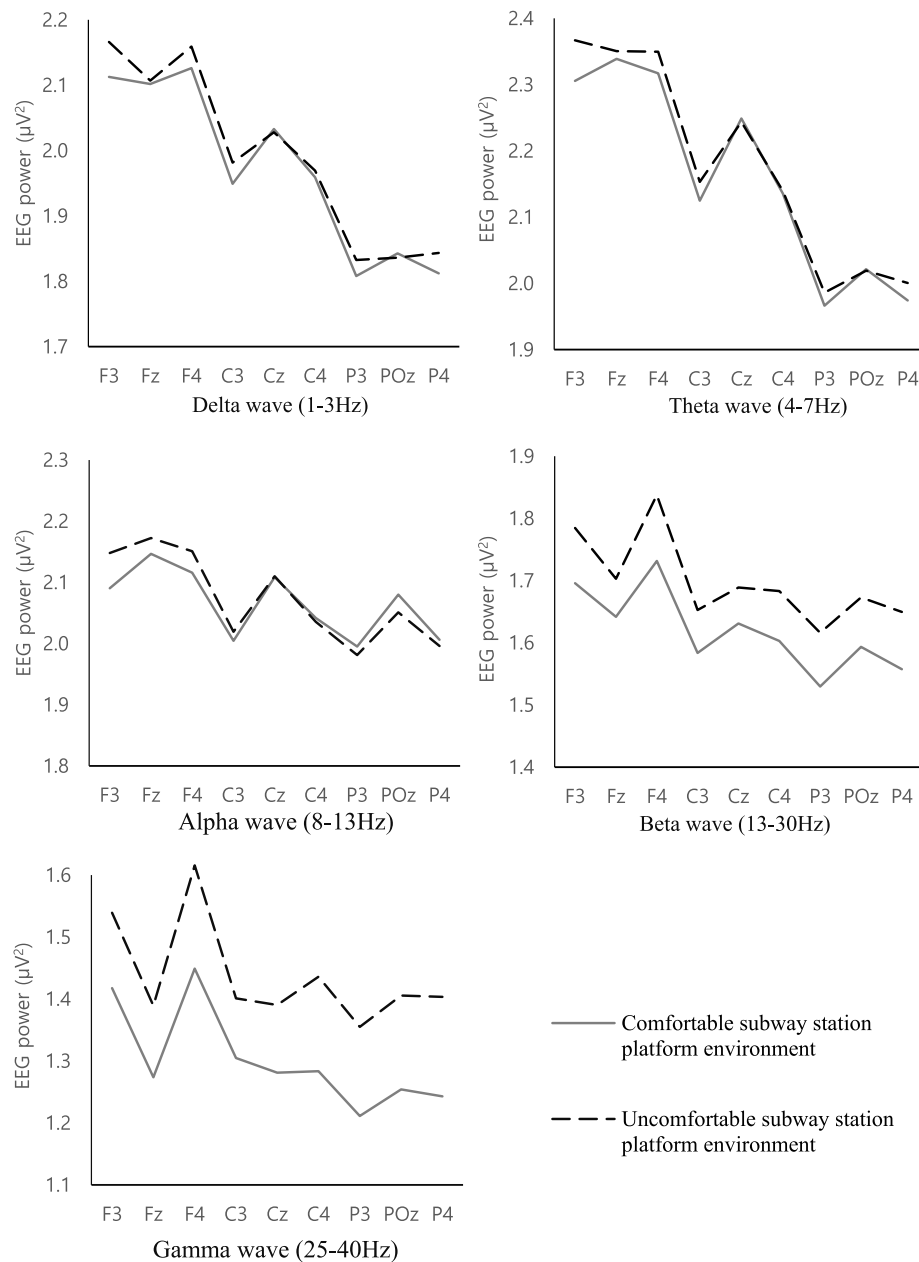 EEG power (µV²)
2.2
2.1
2.0
1.9
1.8
1.7
F3 Fz F4 C3 Cz C4 P3 POz P4
Delta wave (1-3Hz)
EEG power (µV²)
2.4
2.3
2.2
2.1
2.0
1.9
F3 Fz F4 C3 Cz C4 P3 POz P4
Theta wave (4-7Hz)
EEG power (µV²)
2.3
2.2
2.1
2.0
1.9
1.8
F3 Fz F4 C3 Cz C4 P3 POz P4
Alpha wave (8-13Hz)
EEG power (µV²)
1.9
1.8
1.7
1.6
1.5
1.4
F3 Fz F4 C3 Cz C4 P3 POz P4
Beta wave (13-30Hz)
EEG power (µV²)
1.6
1.5
1.4
1.3
1.2
1.1
F3 Fz F4 C3 Cz C4 P3 POz P4
Gamma wave (25-40Hz)
Comfortable subway station
platform environment
Uncomfortable subway station
platform environment